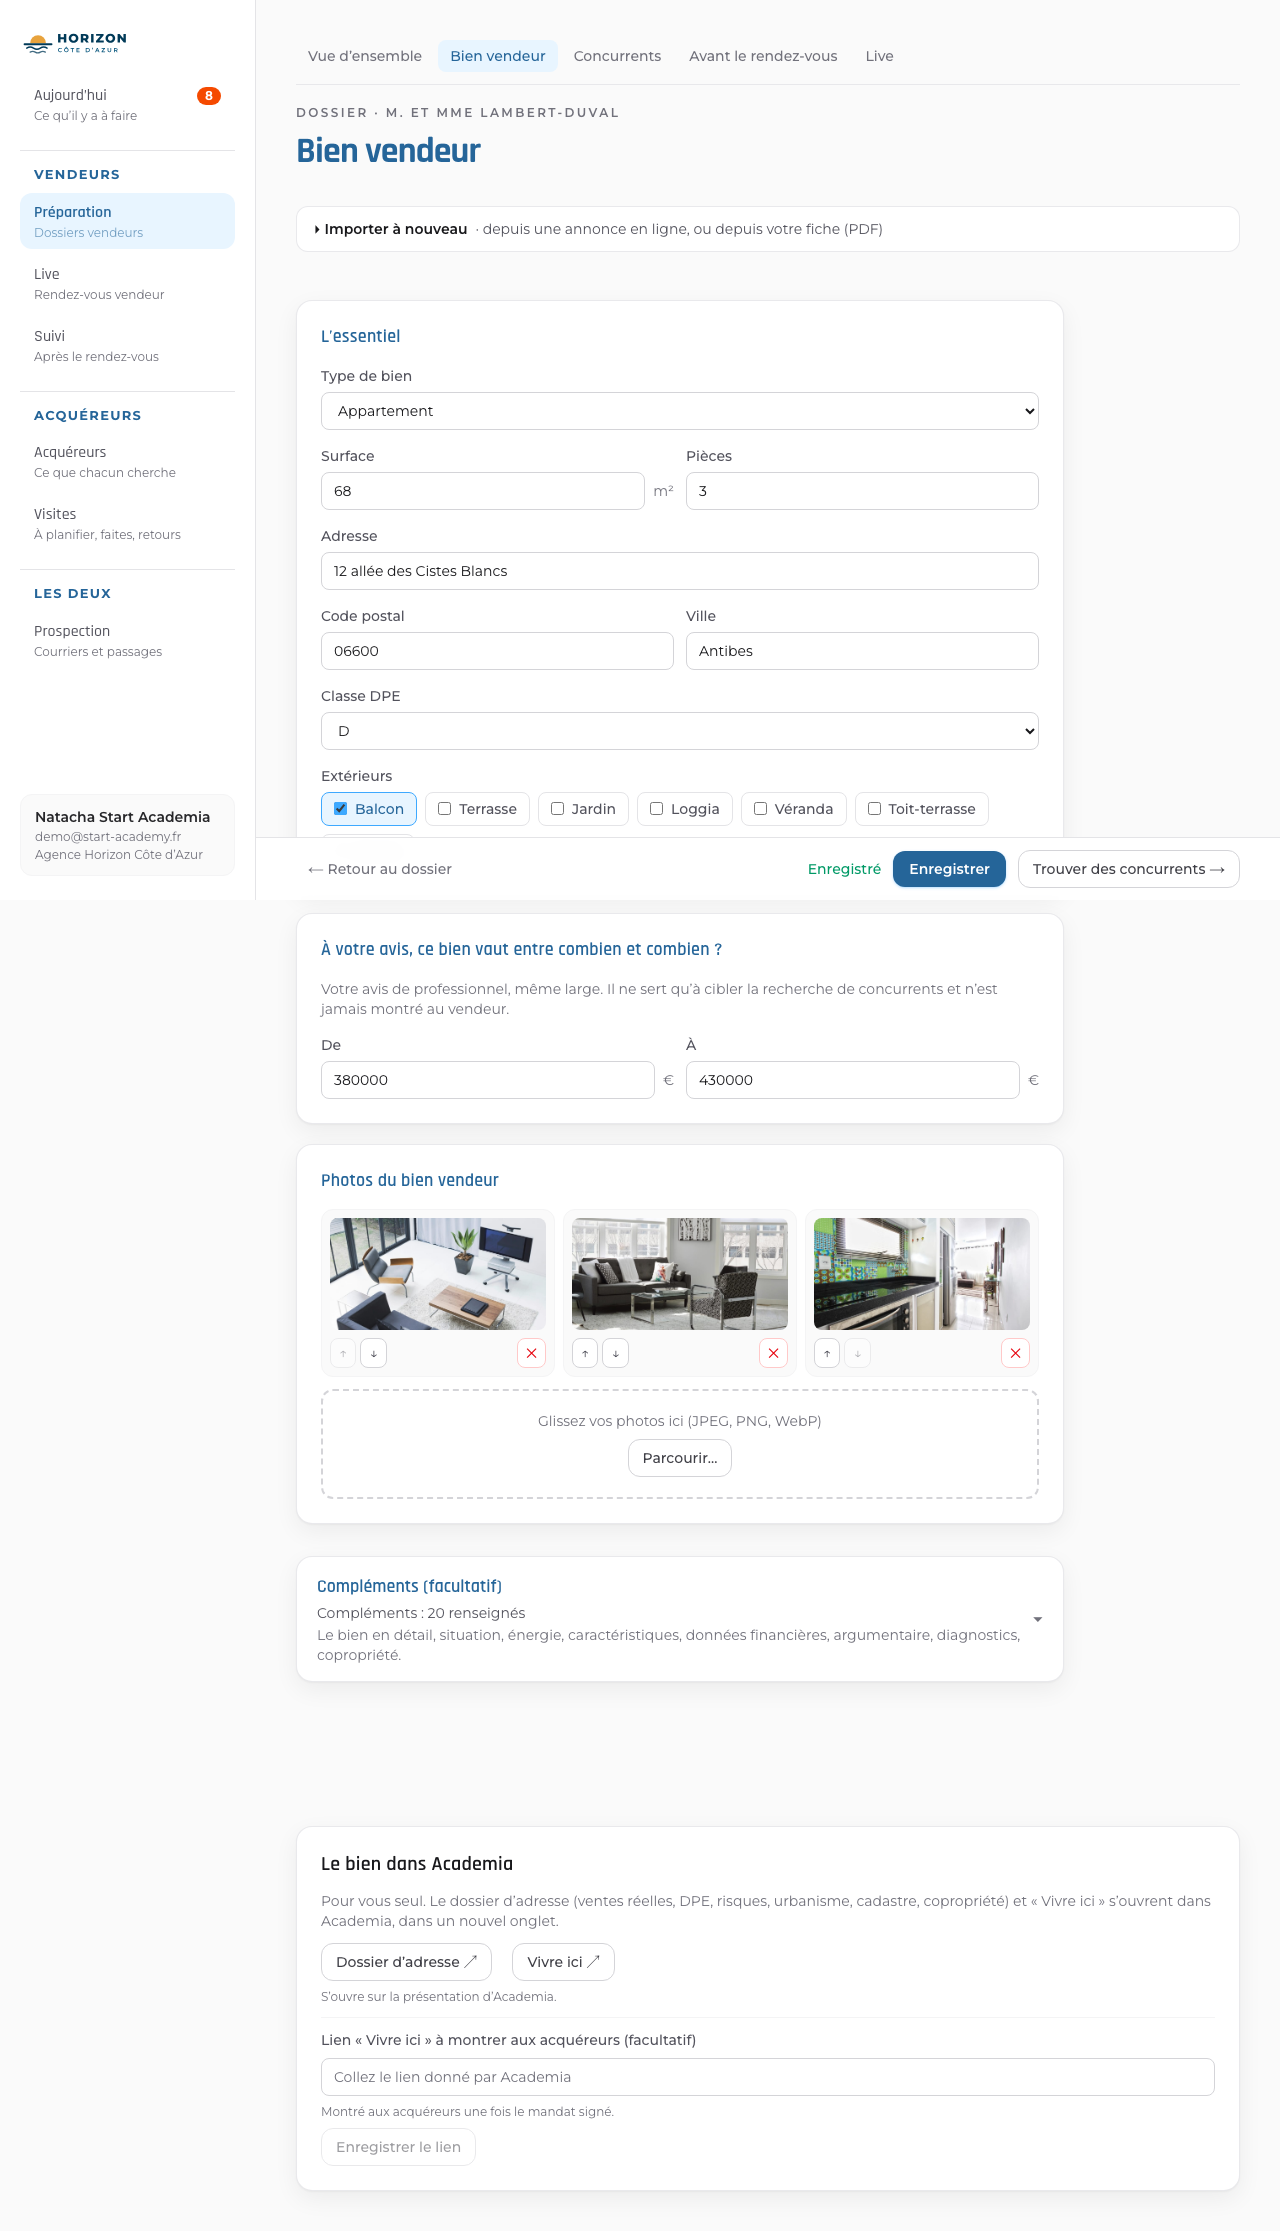 HORIZON
CÔTE D'AZUR
Aujourd'hui
8
Ce qu'il y a à faire
VENDEURS
Préparation
Dossiers vendeurs
Live
Rendez-vous vendeur
Suivi
Après le rendez-vous
ACQUÉREURS
Acquéreurs
Ce que chacun cherche
Visites
À planifier, faites, retours
LES DEUX
Prospection
Courriers et passages
Natacha Start Academia
demo@start-academy.fr
Agence Horizon Côte d'Azur
Vue d'ensemble
Bien vendeur
Concurrents
Avant le rendez-vous
Live
DOSSIER · M. ET MME LAMBERT-DUVAL
Bien vendeur
Importer à nouveau · depuis une annonce en ligne, ou depuis votre fiche (PDF)
L'essentiel
Type de bien
Appartement
Surface
Pièces
68 m²
3
Adresse
12 allée des Cistes Blancs
Code postal
Ville
06600
Antibes
Classe DPE
D
Extérieurs
Balcon
Terrasse
Jardin
Loggia
Véranda
Toit-terrasse
← Retour au dossier
Enregistré
Enregistrer
Trouver des concurrents →
À votre avis, ce bien vaut entre combien et combien ?
Votre avis de professionnel, même large. Il ne sert qu'à cibler la recherche de concurrents et n'est
jamais montré au vendeur.
De
À
380000 €
430000 €
Photos du bien vendeur
↑ ↓ ×
↑ ↓ ×
↑ ↓ ×
Glissez vos photos ici (JPEG, PNG, WebP)
Parcourir…
Compléments (facultatif)
Compléments : 20 renseignés
Le bien en détail, situation, énergie, caractéristiques, données financières, argumentaire, diagnostics,
copropriété.
Le bien dans Academia
Pour vous seul. Le dossier d'adresse (ventes réelles, DPE, risques, urbanisme, cadastre, copropriété) et « Vivre ici » s'ouvrent dans
Academia, dans un nouvel onglet.
Dossier d'adresse ↗
Vivre ici ↗
S'ouvre sur la présentation d'Academia.
Lien « Vivre ici » à montrer aux acquéreurs (facultatif)
Collez le lien donné par Academia
Montré aux acquéreurs une fois le mandat signé.
Enregistrer le lien